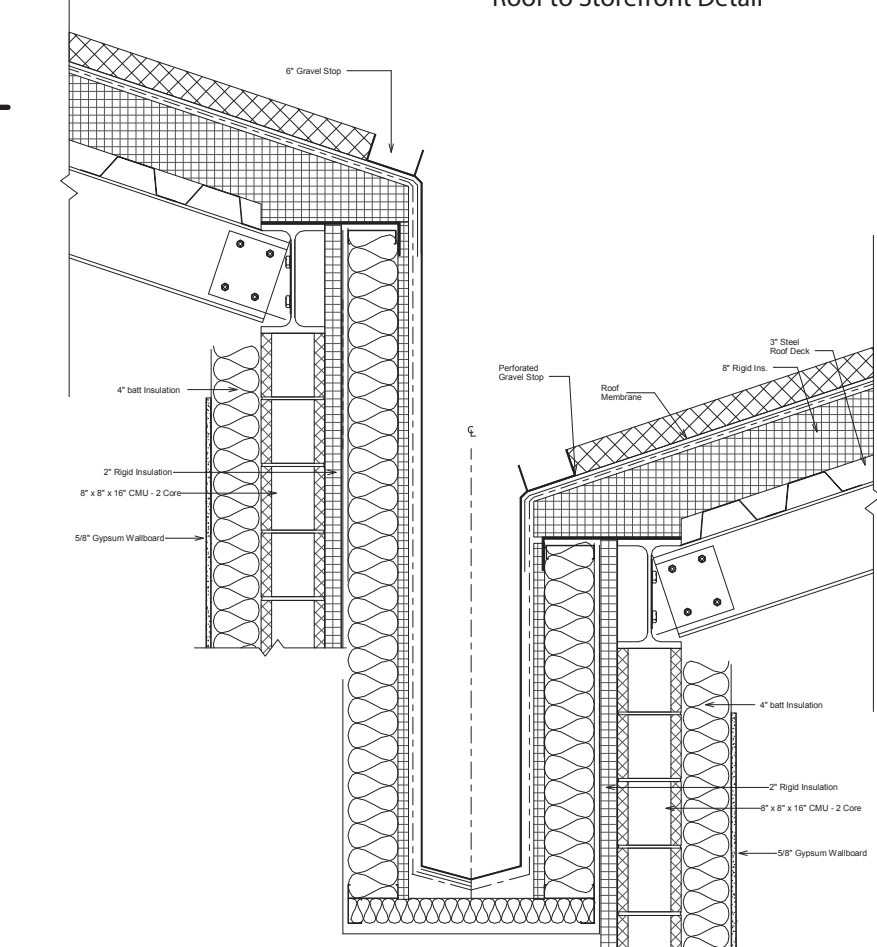 Roof to Storefront Detail
6" Gravel Stop
3" Steel
Roof Deck
8" Rigid Ins.
Perforated
Gravel Stop
Roof
Membrane
4" batt Insulation
℄
2" Rigid Insulation
8" x 8" x 16" CMU - 2 Core
5/8" Gypsum Wallboard
4" batt Insulation
2" Rigid Insulation
8" x 8" x 16" CMU - 2 Core
5/8" Gypsum Wallboard